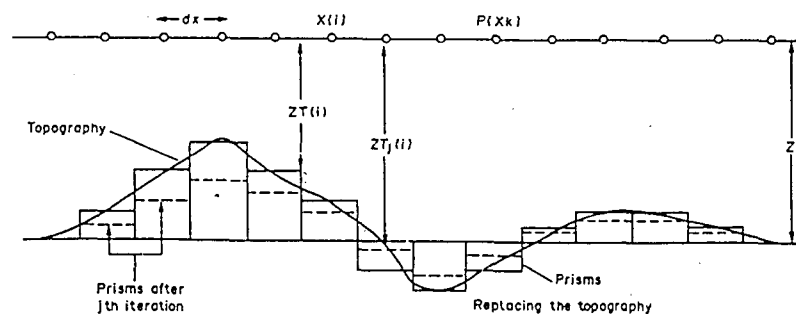 dx
X(i)
P(Xk)
ZT(i)
ZTj(i)
Z
Topography
Prisms after
jth iteration
Prisms
Replacing the topography